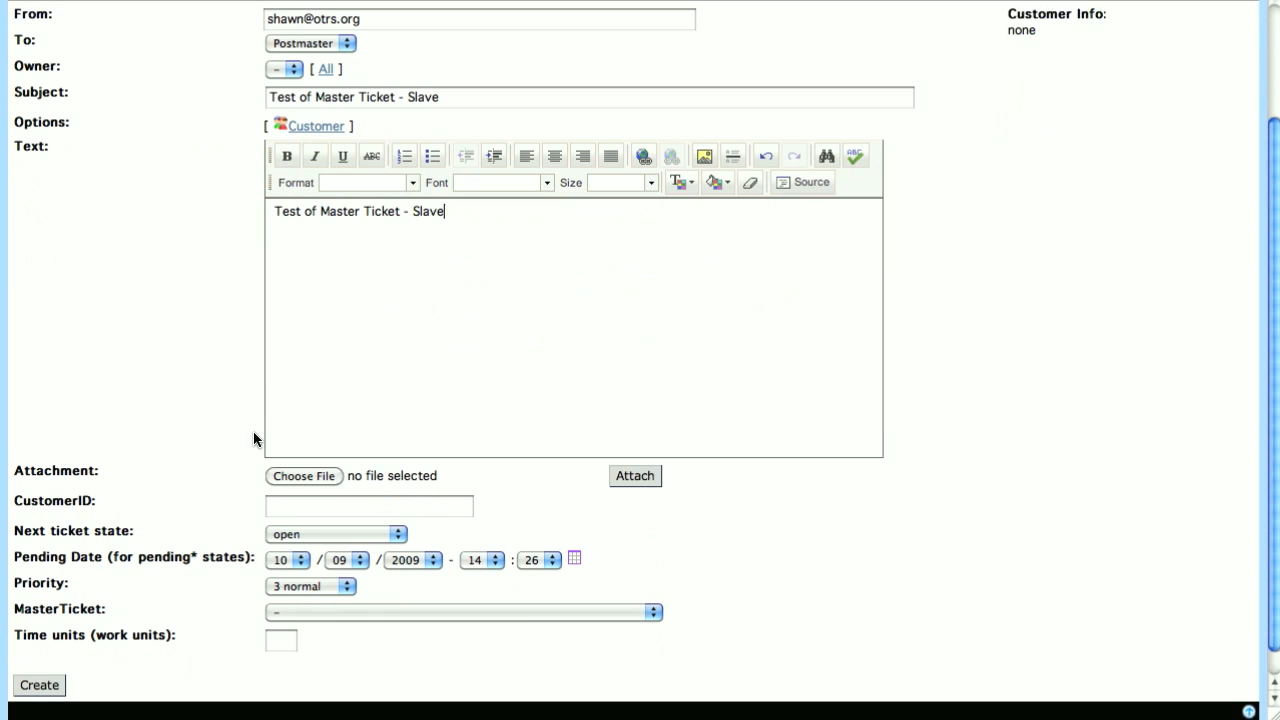 From: shawn@otrs.org Customer Info:
To: Postmaster none
Owner: - [ All ]
Subject: Test of Master Ticket - Slave
Options: [ Customer ]
Text:
B I U ABC ABC
Format Font Size T Source
Test of Master Ticket - Slave
Attachment: Choose File no file selected Attach
CustomerID:
Next ticket state: open
Pending Date (for pending* states): 10 / 09 / 2009 - 14 : 26
Priority: 3 normal
MasterTicket: -
Time units (work units):
Create